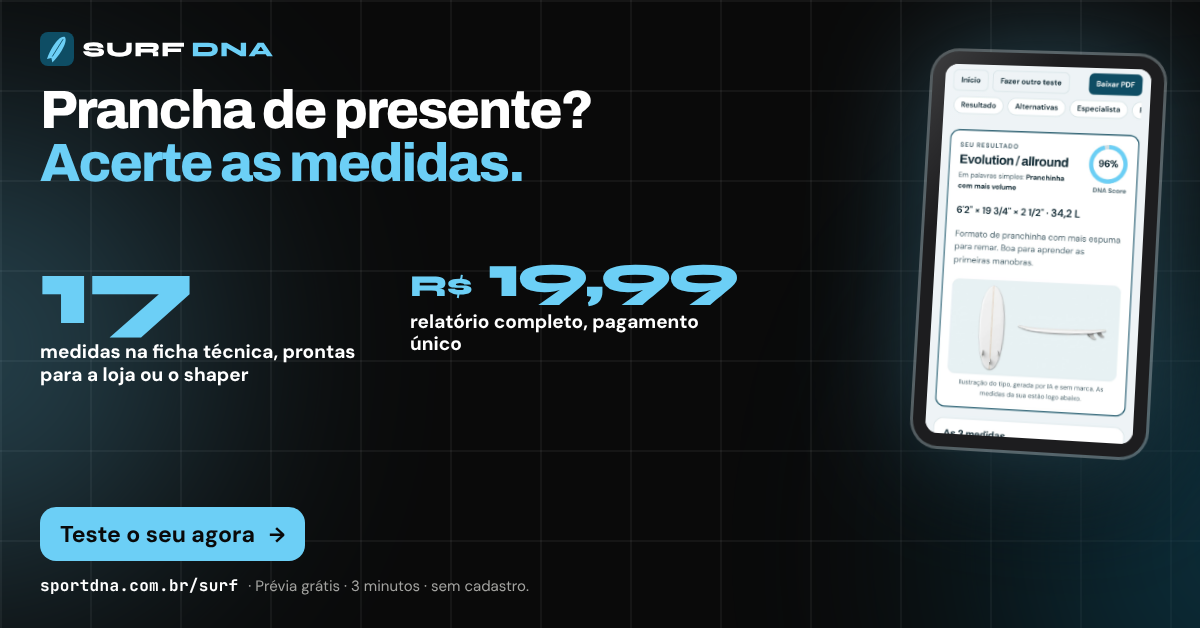 SURF DNA
Prancha de presente?
Acerte as medidas.
17
medidas na ficha técnica, prontas
para a loja ou o shaper
R$ 19,99
relatório completo, pagamento
único
Teste o seu agora →
sportdna.com.br/surf · Prévia grátis · 3 minutos · sem cadastro.
Início
Fazer outro teste
Baixar PDF
Resultado
Alternativas
Especialista
SEU RESULTADO
Evolution / allround
Em palavras simples: Pranchinha
com mais volume
96%
DNA Score
6'2" × 19 3/4" × 2 1/2" · 34,2 L
Formato de pranchinha com mais espuma
para remar. Boa para aprender as
primeiras manobras.
Ilustração do tipo, gerada por IA e sem marca. As
medidas da sua estão logo abaixo.
As 3 medidas